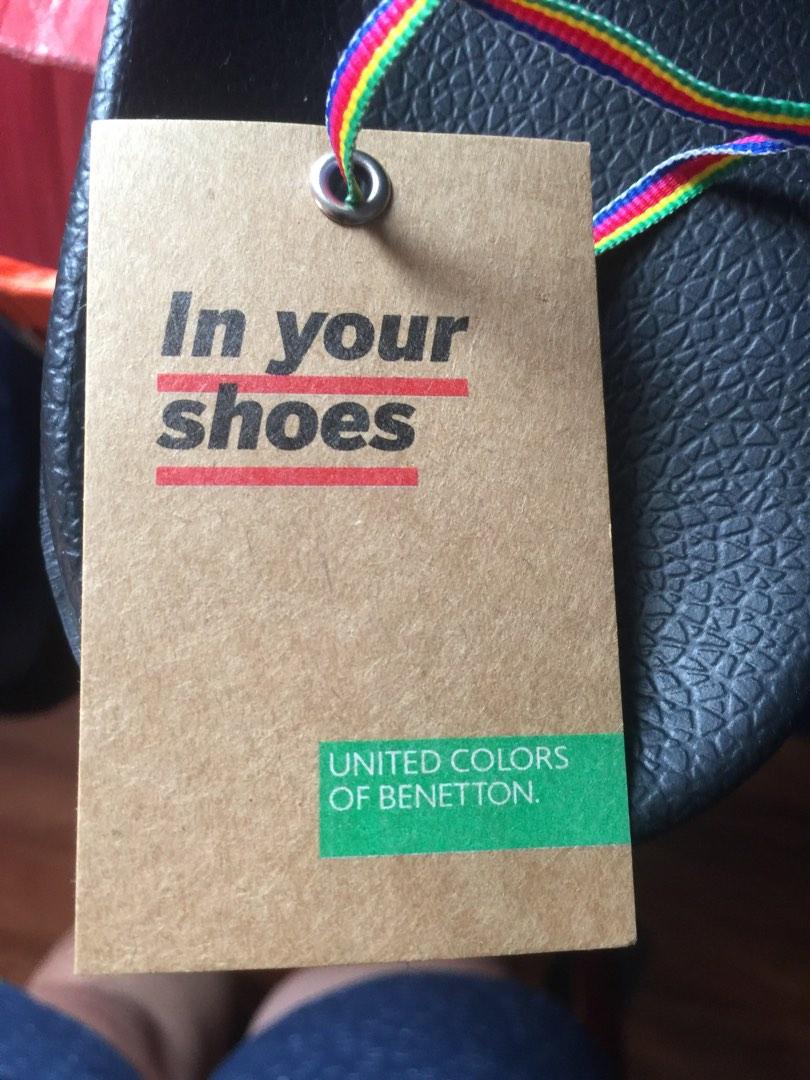 In your
shoes
UNITED COLORS
OF BENETTON.